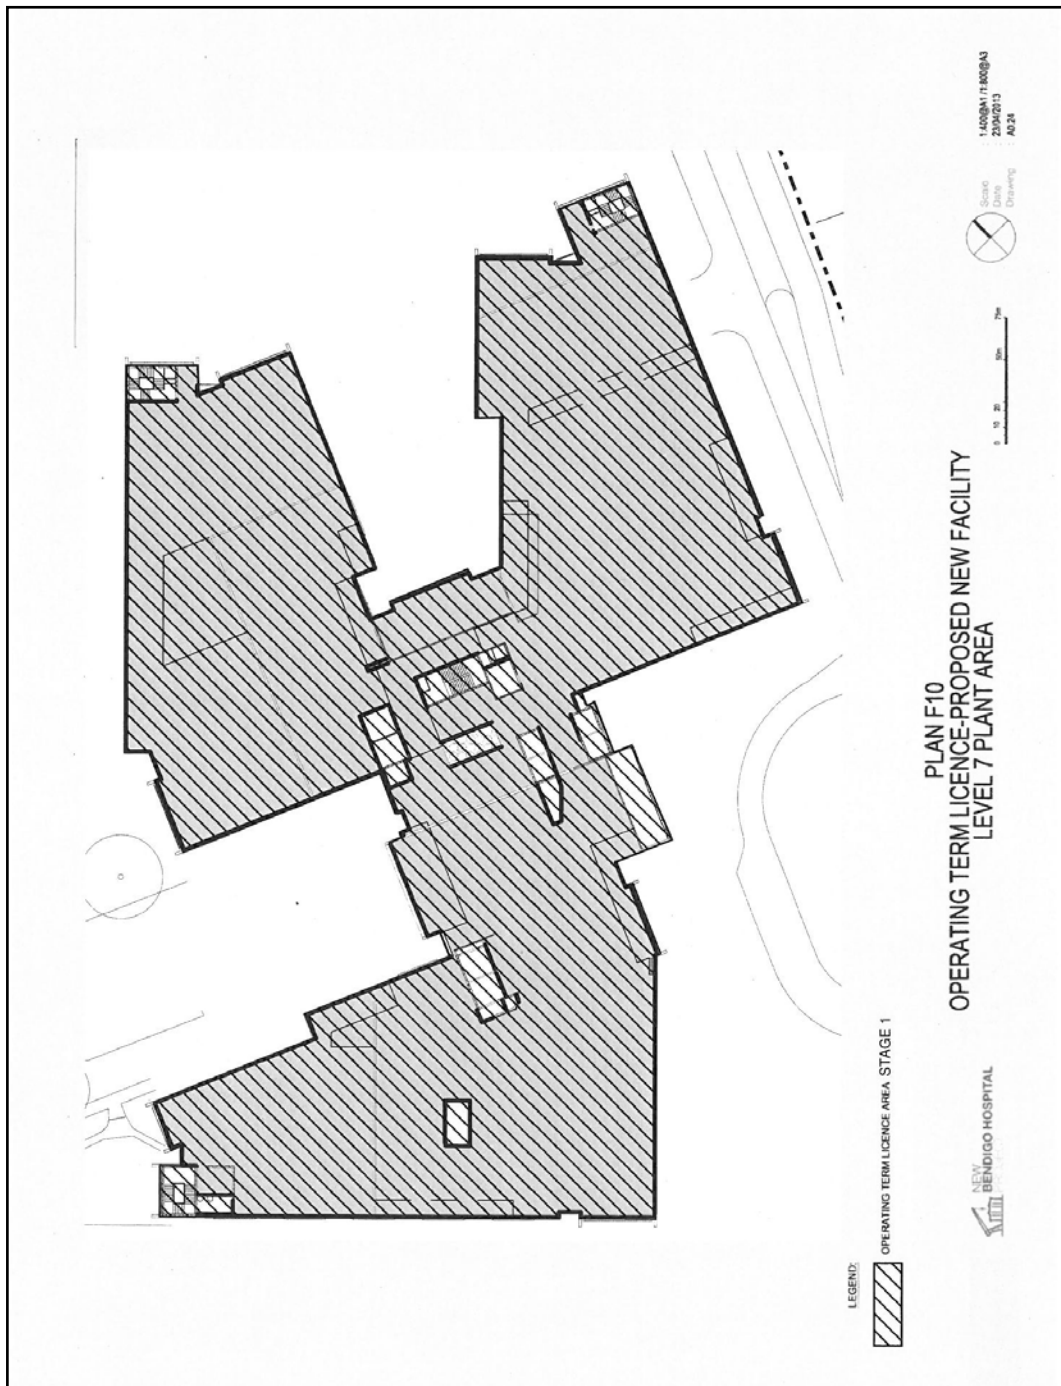 PLAN F10
OPERATING TERM LICENCE-PROPOSED NEW FACILITY
LEVEL 7 PLANT AREA
LEGEND:
OPERATING TERM LICENCE AREA STAGE 1
NEW
BENDIGO HOSPITAL
PROJECT
0 10 20 50m 75m
Scale : 1:400@A1 /1:800@A3
Date : 23/04/2013
Drawing : A0.24